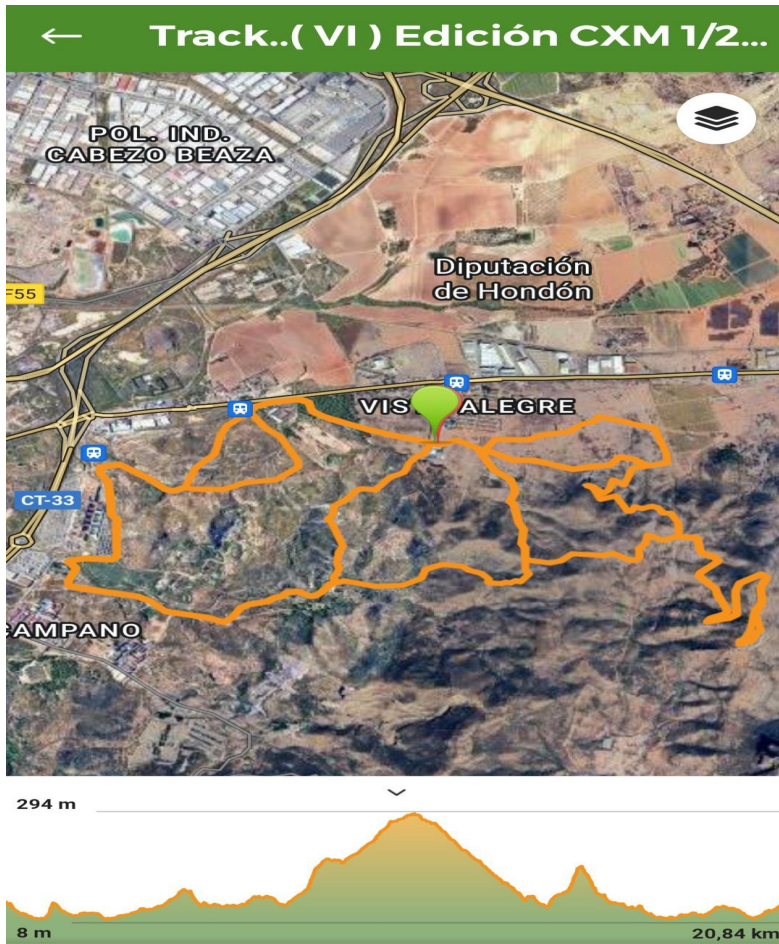 Track..( VI ) Edición CXM 1/2...
POL. IND.
CABEZO BEAZA
Diputación
de Hondón
F55
ALEGRE
CT-33
CAMPANO
294 m
8 m
20,84 km